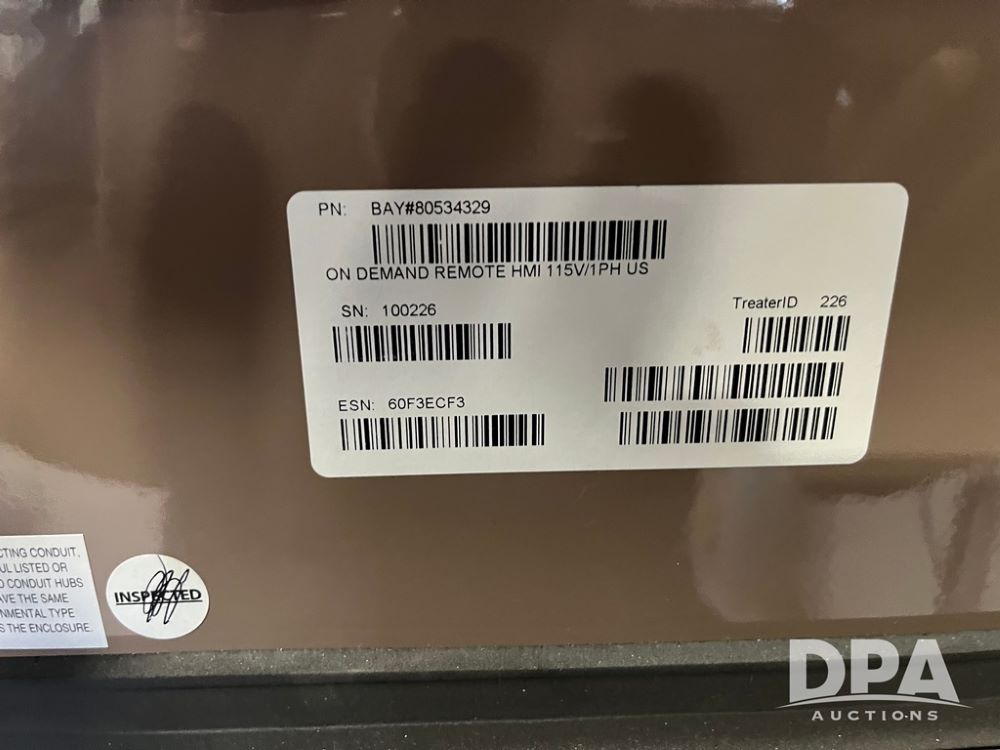 PN: BAY#80534329
ON DEMAND REMOTE HMI 115V/1PH US
SN: 100226
TreaterID 226
ESN: 60F3ECF3
CTING CONDUIT,
UL LISTED OR
D CONDUIT HUBS
AVE THE SAME
NMENTAL TYPE
S THE ENCLOSURE.
INSPECTED
DPA
AUCTIONS